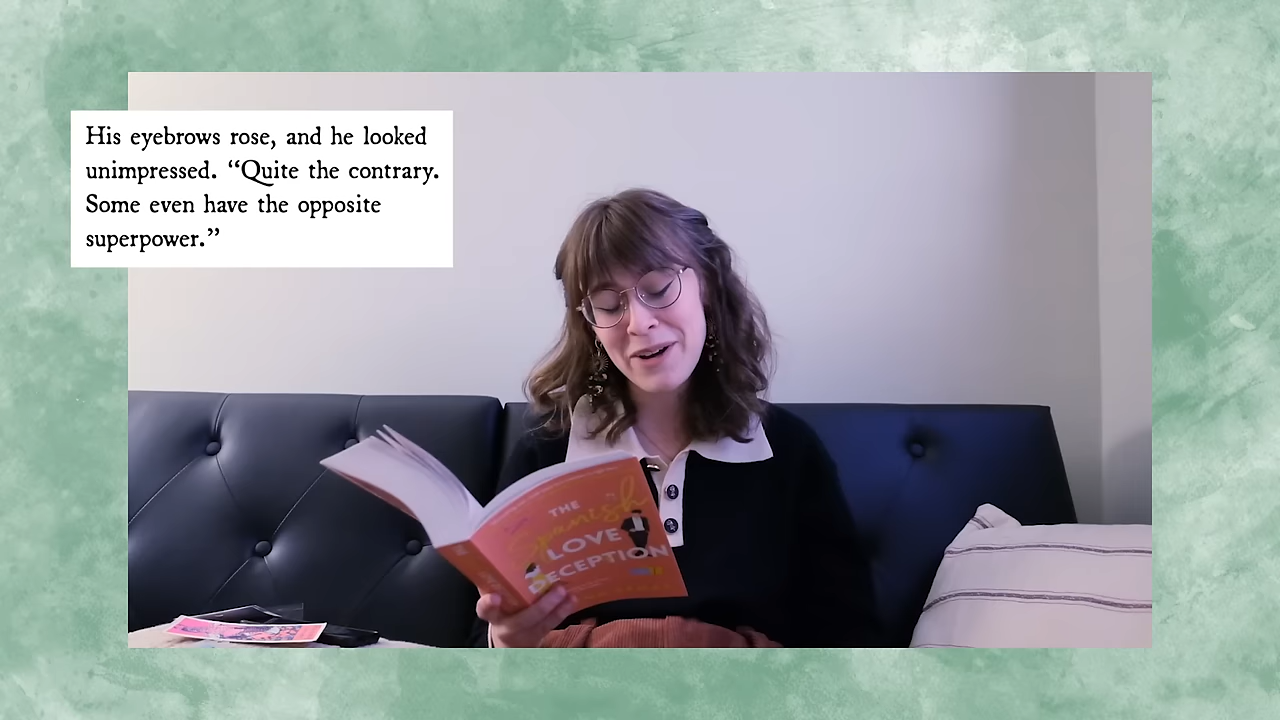 His eyebrows rose, and he looked
unimpressed. “Quite the contrary.
Some even have the opposite
superpower.”
THE
Spanish
LOVE
DECEPTION